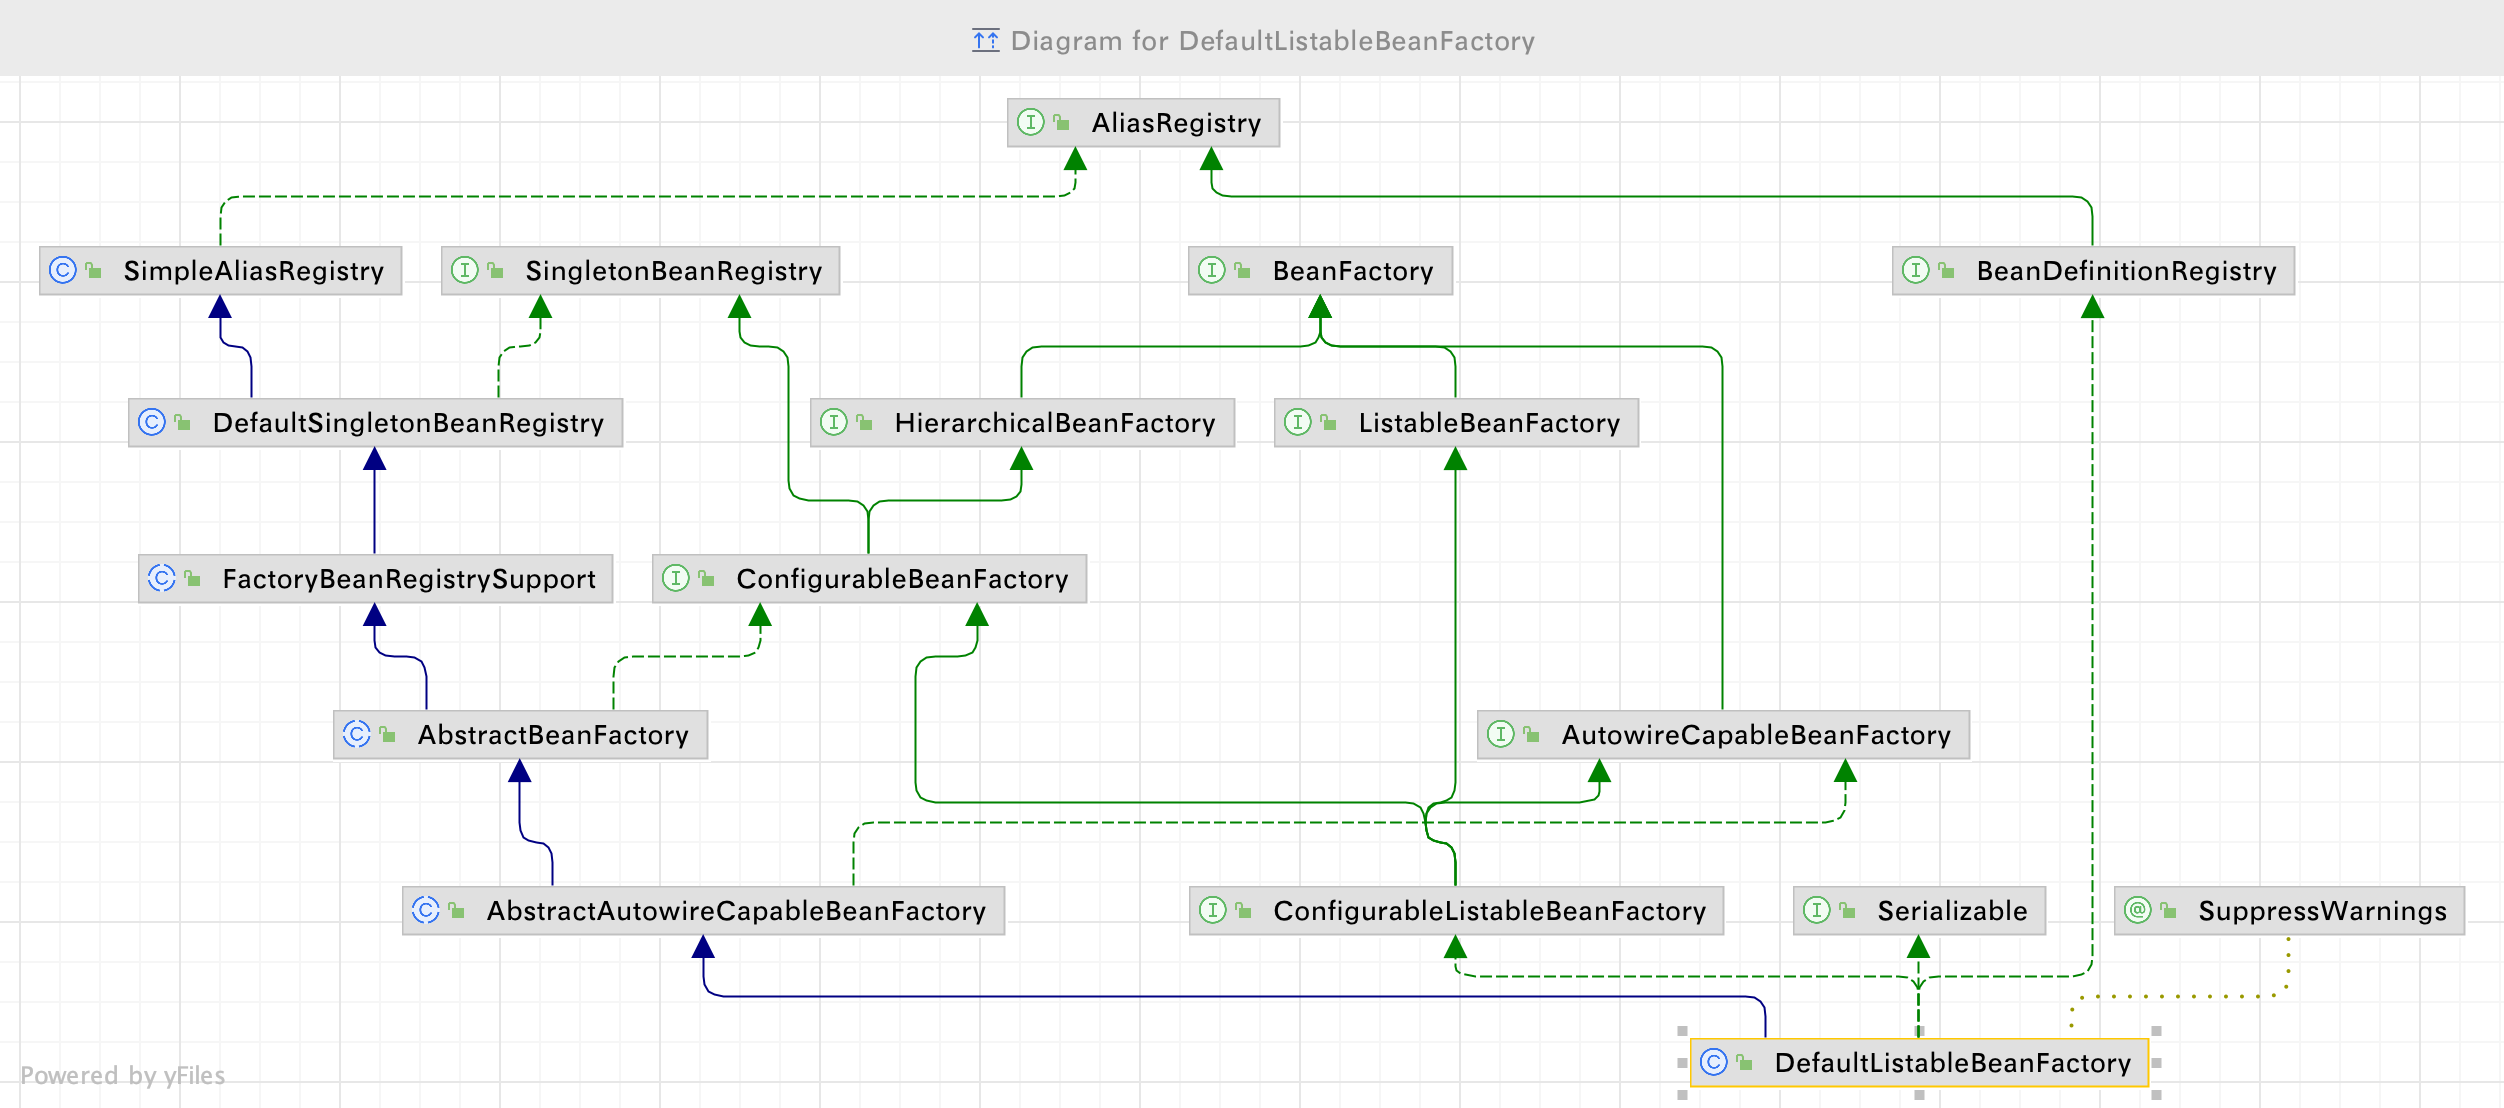 Diagram for DefaultListableBeanFactory
AliasRegistry
SimpleAliasRegistry
SingletonBeanRegistry
BeanFactory
BeanDefinitionRegistry
DefaultSingletonBeanRegistry
HierarchicalBeanFactory
ListableBeanFactory
FactoryBeanRegistrySupport
ConfigurableBeanFactory
AbstractBeanFactory
AutowireCapableBeanFactory
AbstractAutowireCapableBeanFactory
ConfigurableListableBeanFactory
Serializable
SuppressWarnings
DefaultListableBeanFactory
Powered by yFiles